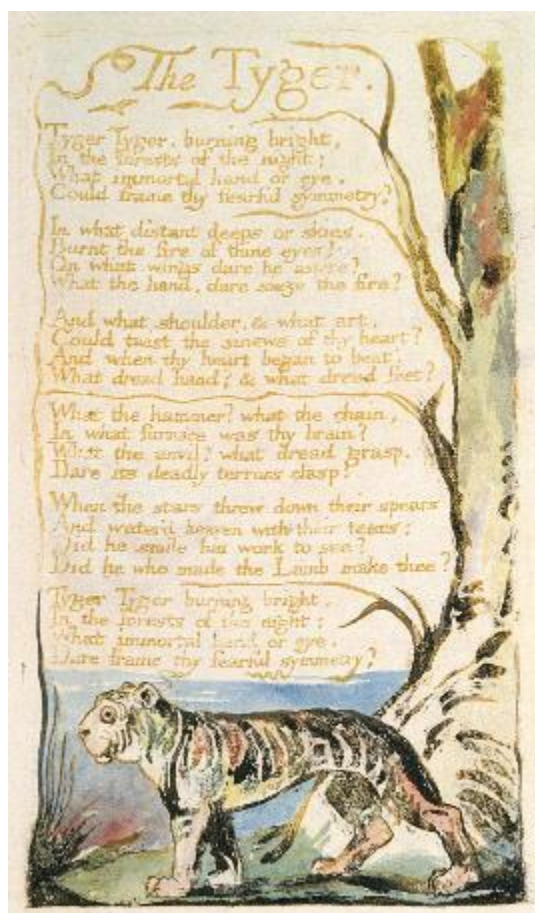 The Tyger.
Tyger Tyger, burning bright,
In the forests of the night;
What immortal hand or eye,
Could frame thy fearful symmetry?
In what distant deeps or skies,
Burnt the fire of thine eyes?
On what wings dare he aspire?
What the hand, dare sieze the fire?
And what shoulder, & what art,
Could twist the sinews of thy heart?
And when thy heart began to beat,
What dread hand? & what dread feet?
What the hammer? what the chain,
In what furnace was thy brain?
What the anvil? what dread grasp,
Dare its deadly terrors clasp?
When the stars threw down their spears
And water'd heaven with their tears:
Did he smile his work to see?
Did he who made the Lamb make thee?
Tyger Tyger burning bright,
In the forests of the night:
What immortal hand or eye,
Dare frame thy fearful symmetry?